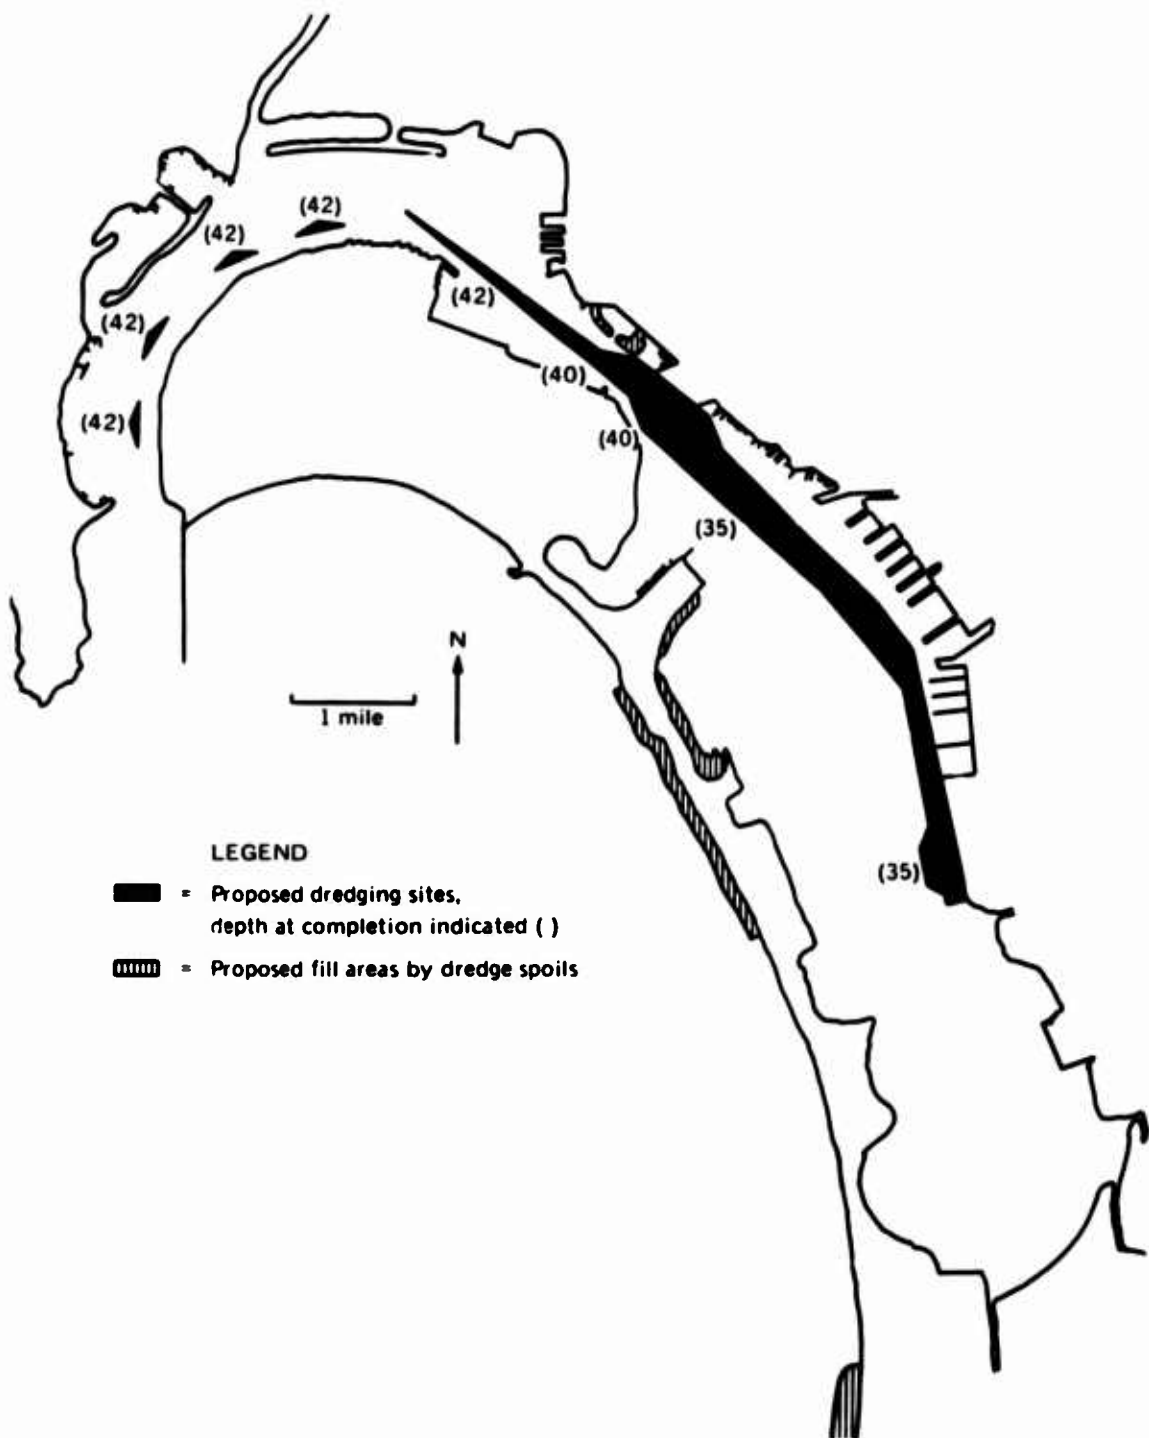 (42)
(42)
(42)
(42)
(42)
(40)
(40)
(35)
N
1 mile
(35)
LEGEND
= Proposed dredging sites,
depth at completion indicated ( )
= Proposed fill areas by dredge spoils